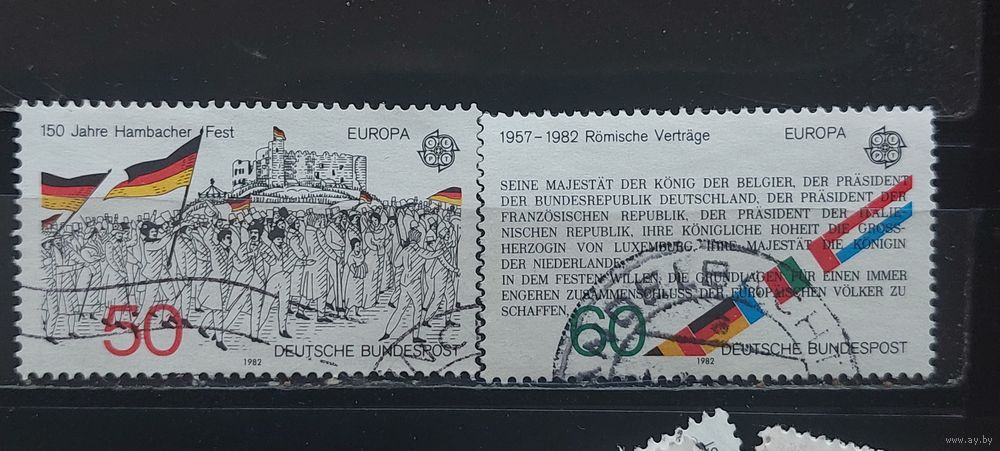 150 Jahre Hambacher Fest
EUROPA
CEPT
50
1982
DEUTSCHE BUNDESPOST
1957-1982 Römische Verträge
EUROPA
CEPT
SEINE MAJESTÄT DER KÖNIG DER BELGIER, DER PRÄSIDENT
DER BUNDESREPUBLIK DEUTSCHLAND, DER PRÄSIDENT DER
FRANZÖSISCHEN REPUBLIK, DER PRÄSIDENT DER ITALIE-
NISCHEN REPUBLIK, IHRE KÖNIGLICHE HOHEIT DIE GROSS-
HERZOGIN VON LUXEMBURG, IHRE MAJESTÄT DIE KÖNIGIN
DER NIEDERLANDE,
IN DEM FESTEN WILLEN, DIE GRUNDLAGEN FÜR EINEN IMMER
ENGEREN ZUSAMMENSCHLUSS DER EUROPÄISCHEN VÖLKER ZU
SCHAFFEN,
60
1982
DEUTSCHE BUNDESPOST
www.ay.by